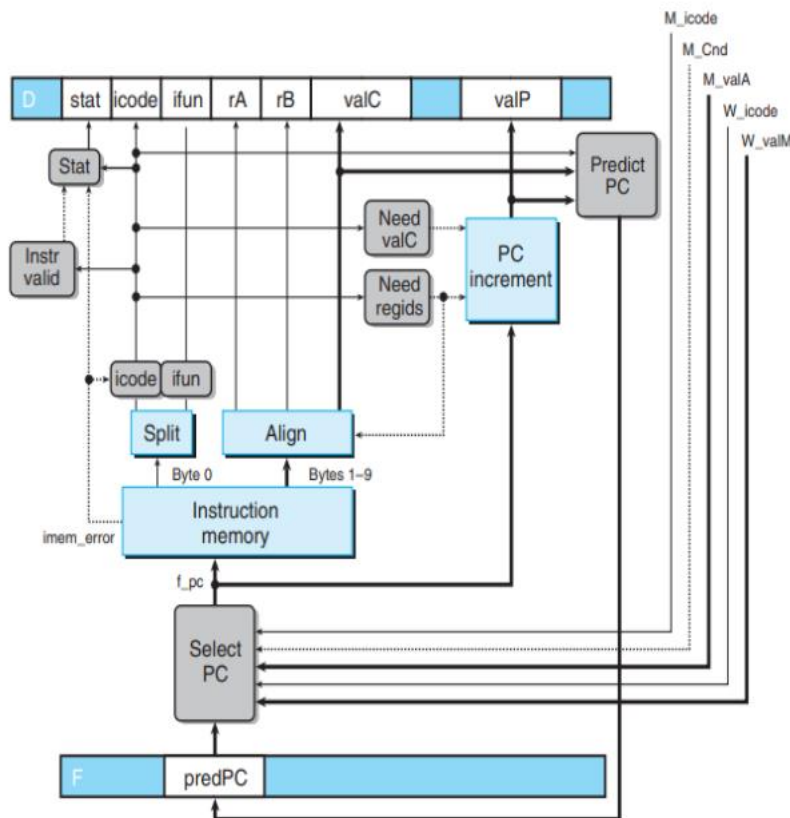 M_icode
M_Cnd
M_valA
W_icode
W_valM
D stat icode ifun rA rB valC valP
Stat
Predict
PC
Need
valC
Instr
valid
PC
increment
Need
regids
icode ifun
Split
Align
Byte 0
Bytes 1–9
Instruction
memory
imem_error
f_pc
Select
PC
F predPC